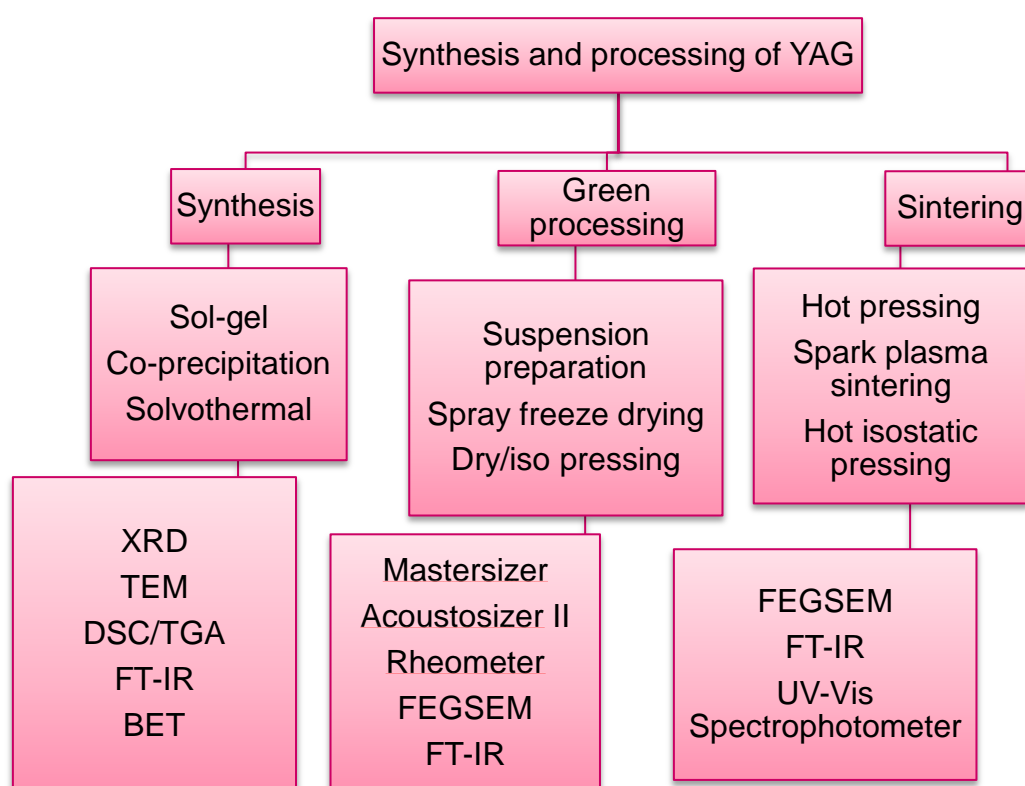 Synthesis and processing of YAG
Synthesis
Green
processing
Sintering
Sol-gel
Co-precipitation
Solvothermal
Suspension
preparation
Spray freeze drying
Dry/iso pressing
Hot pressing
Spark plasma
sintering
Hot isostatic
pressing
XRD
TEM
DSC/TGA
FT-IR
BET
Mastersizer
Acoustosizer II
Rheometer
FEGSEM
FT-IR
FEGSEM
FT-IR
UV-Vis
Spectrophotometer